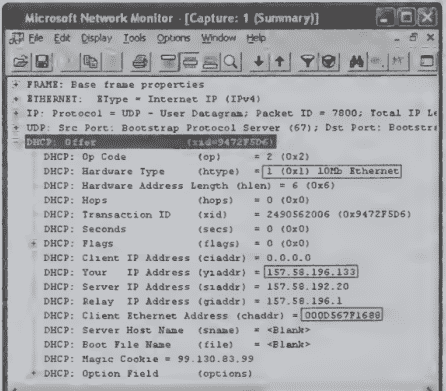 Microsoft Network Monitor - [Capture: 1 (Summary)]
File Edit Display Tools Options Window Help
+ FRAME: Base frame properties
+ ETHERNET: EType = Internet IP (IPv4)
+ IP: Protocol = UDP - User Datagram; Packet ID = 7800; Total IP Le
+ UDP: Src Port: Bootstrap Protocol Server (67); Dst Port: Bootstra
- DHCP: Offer (xid=9472F5D6)
DHCP: Op Code (op) = 2 (0x2)
DHCP: Hardware Type (htype) = 1 (0x1) 10Mb Ethernet
DHCP: Hardware Address Length (hlen) = 6 (0x6)
DHCP: Hops (hops) = 0 (0x0)
DHCP: Transaction ID (xid) = 2490562006 (0x9472F5D6)
DHCP: Seconds (secs) = 0 (0x0)
+ DHCP: Flags (flags) = 0 (0x0)
DHCP: Client IP Address (ciaddr) = 0.0.0.0
DHCP: Your IP Address (yiaddr) = 157.58.196.133
DHCP: Server IP Address (siaddr) = 157.58.192.20
DHCP: Relay IP Address (giaddr) = 157.58.196.1
DHCP: Client Ethernet Address (chaddr) = 000D567F1688
DHCP: Server Host Name (sname) = <Blank>
DHCP: Boot File Name (file) = <Blank>
DHCP: Magic Cookie = 99.130.83.99
+ DHCP: Option Field (options)